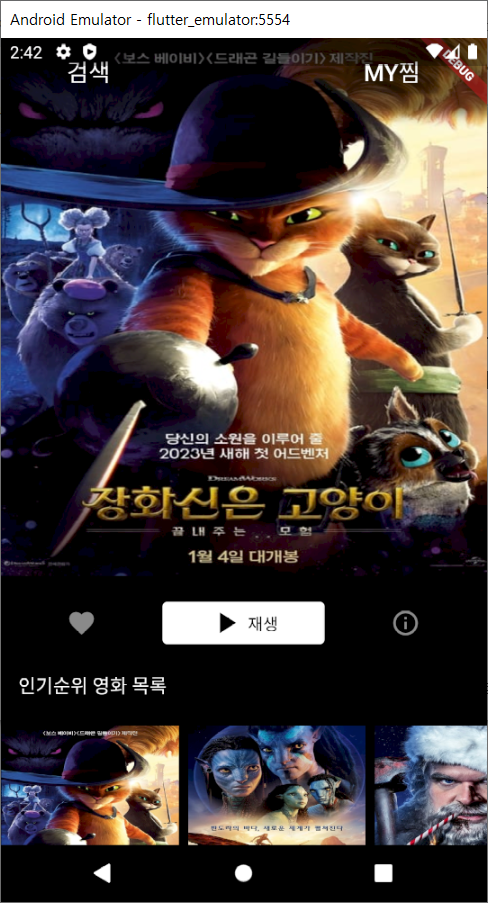 Android Emulator - flutter_emulator:5554
2:42
DEBUG
<보스 베이비><드래곤 길들이기> 제작진
검색
MY찜
당신의 소원을 이루어 줄
2023년 새해 첫 어드벤처
DREAMWORKS
장화신은 고양이
끝내주는 모험
1월 4일 대개봉
재생
인기순위 영화 목록
<보스 베이비><드래곤 길들이기> 제작진
판도라의 바다, 새로운 세계가 펼쳐진다